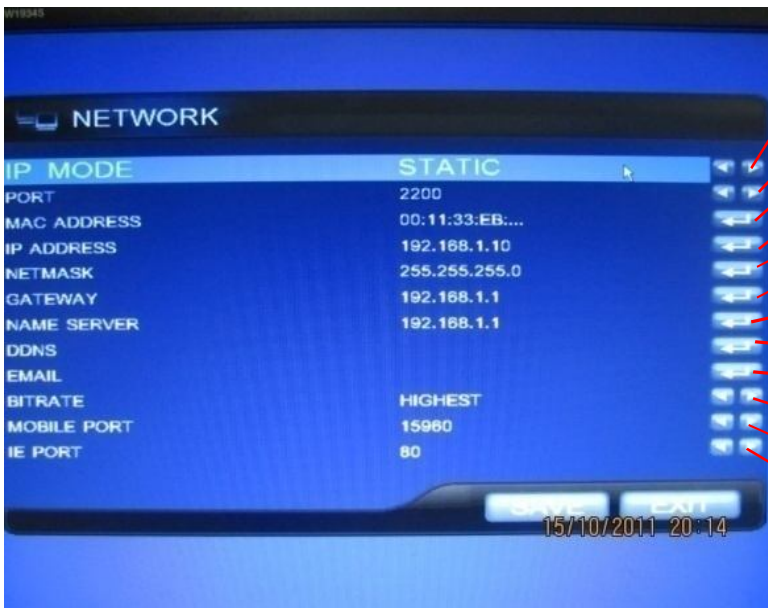 W1934S
NETWORK
IP MODE STATIC
PORT 2200
MAC ADDRESS 00:11:33:EB:...
IP ADDRESS 192.168.1.10
NETMASK 255.255.255.0
GATEWAY 192.168.1.1
NAME SERVER 192.168.1.1
DDNS
EMAIL
BITRATE HIGHEST
MOBILE PORT 15960
IE PORT 80
SAVE EXIT
15/10/2011 20:14